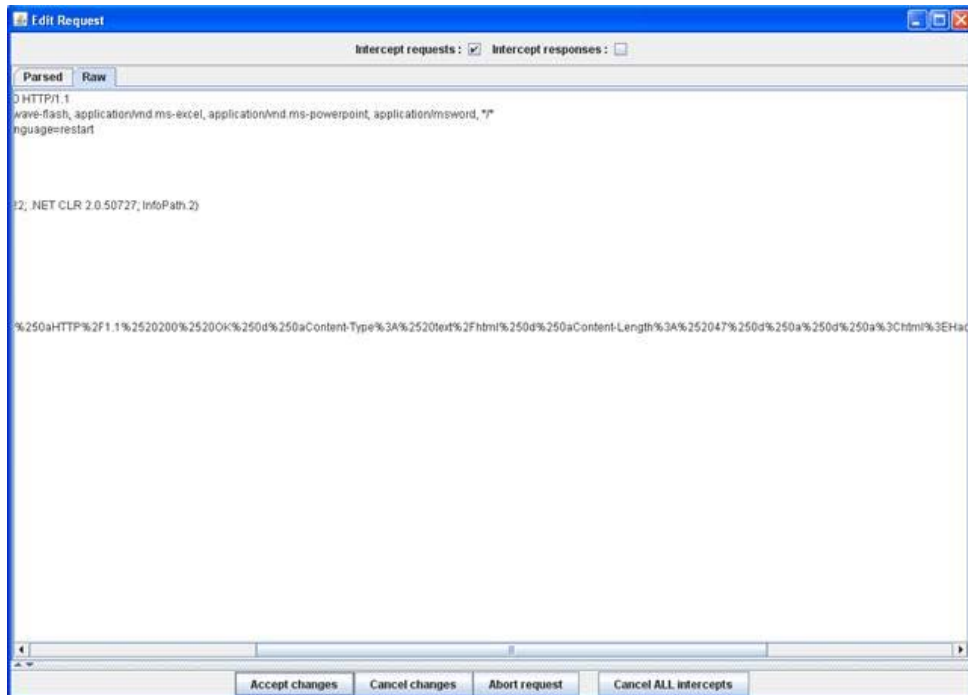 Edit Request
Intercept requests : Intercept responses :
Parsed Raw
0 HTTP/1.1
wave-flash, application/vnd.ms-excel, application/vnd.ms-powerpoint, application/msword, */*
nguage=restart
22; .NET CLR 2.0.50727; InfoPath.2)
%250aHTTP%2F1.1%2520200%2520OK%250d%250aContent-Type%3A%2520text%2Fhtml%250d%250aContent-Length%3A%252047%250d%250a%250d%250a%3Chtml%3EHac
Accept changes Cancel changes Abort request Cancel ALL intercepts